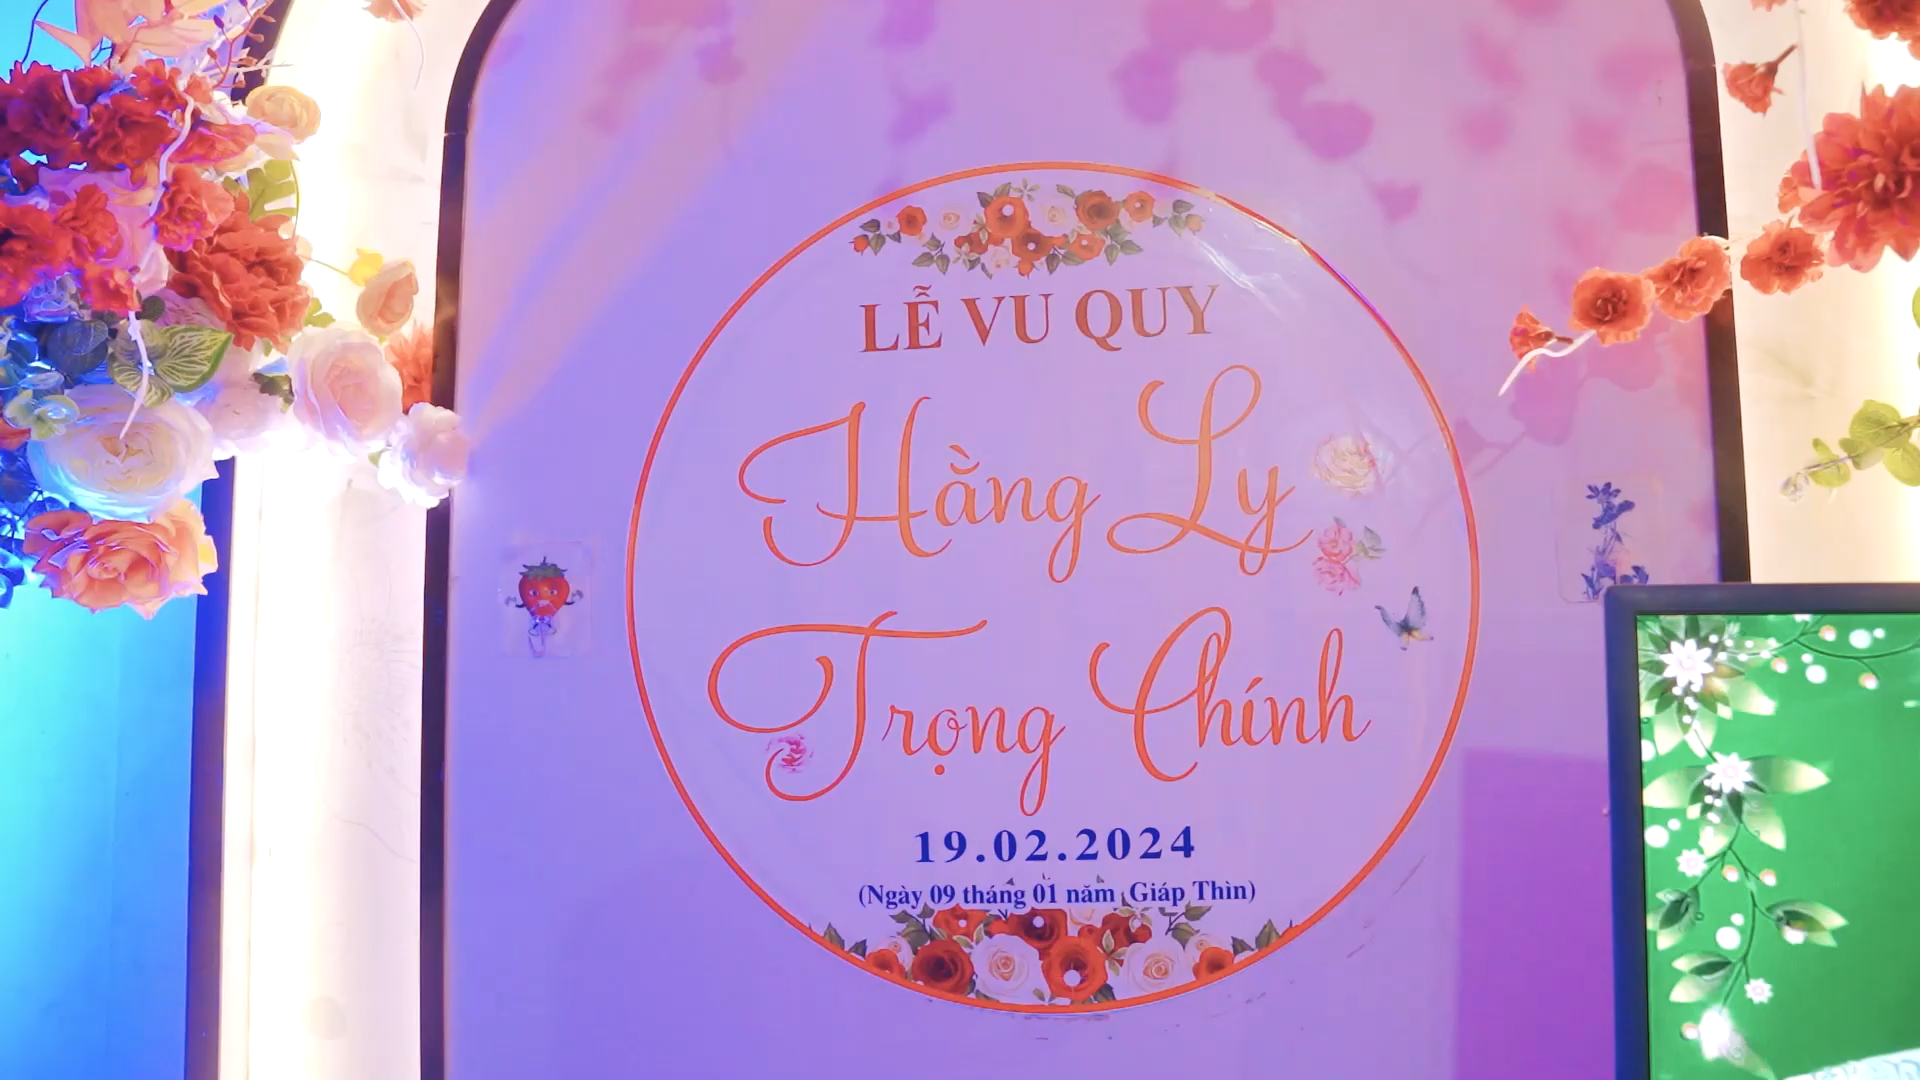 LỄ VU QUY
Hằng Ly
Trọng Chính
19.02.2024
(Ngày 09 tháng 01 năm Giáp Thìn)